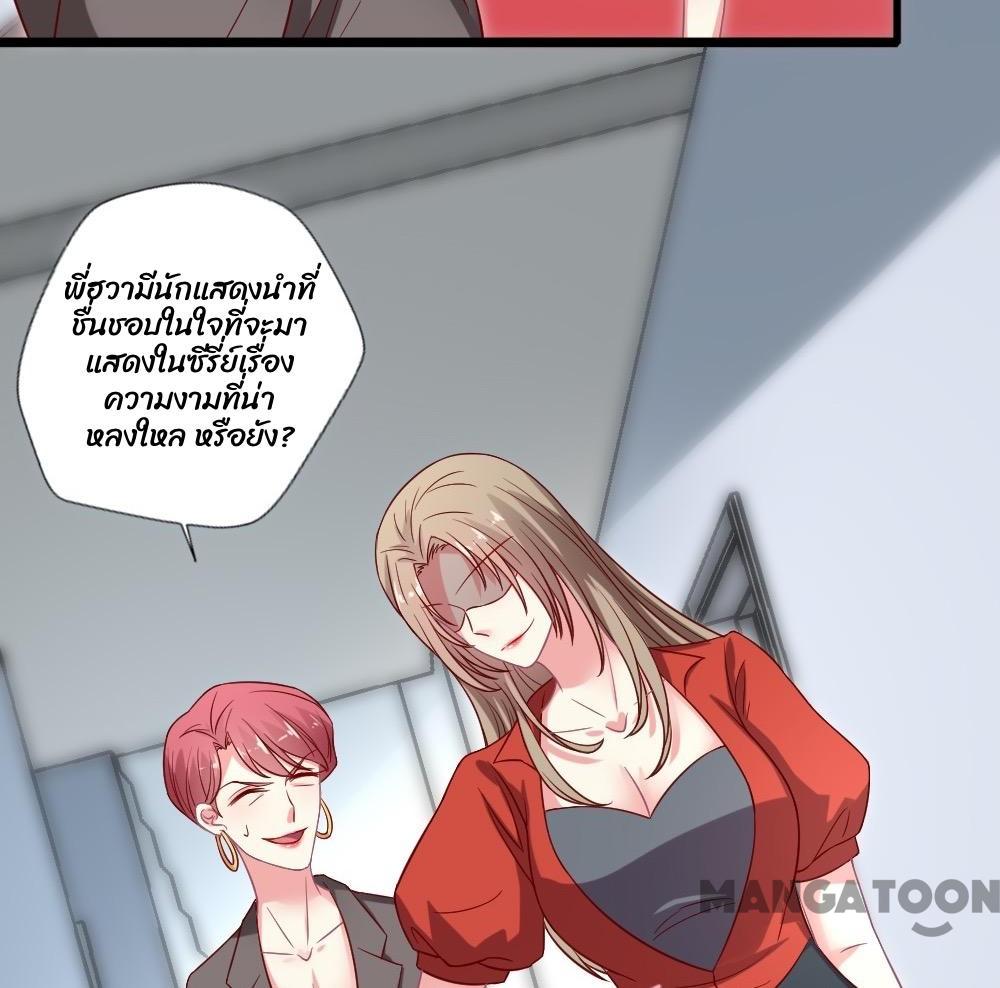 พี่ฮวามีนักแสดงนำที่
ชื่นชอบในใจที่จะมา
แสดงในซีรี่ย์เรื่อง
ความงามที่น่า
หลงใหล หรือยัง?
MANGATOON